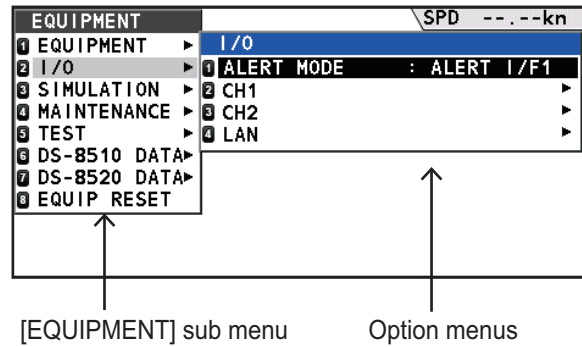 EQUIPMENT
SPD --.--kn
1 EQUIPMENT ►
2 I/O ►
3 SIMULATION ►
4 MAINTENANCE ►
5 TEST ►
6 DS-8510 DATA►
7 DS-8520 DATA►
8 EQUIP RESET
I/O
1 ALERT MODE : ALERT I/F1
2 CH1 ►
3 CH2 ►
4 LAN ►
[EQUIPMENT] sub menu
Option menus